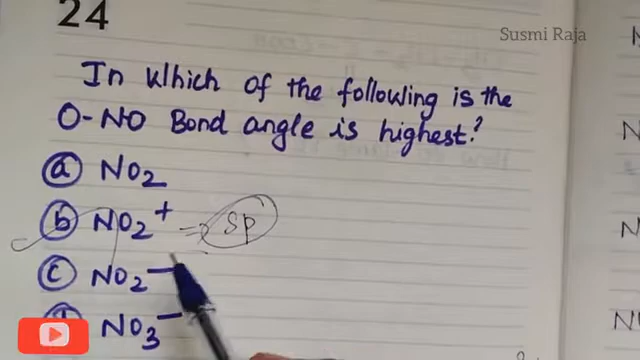 24
Susmi Raja
In Which of the following is the
O-NO Bond angle is highest?
(a) NO2
(b) NO2+ => Sp
(c) NO2-
NO3-